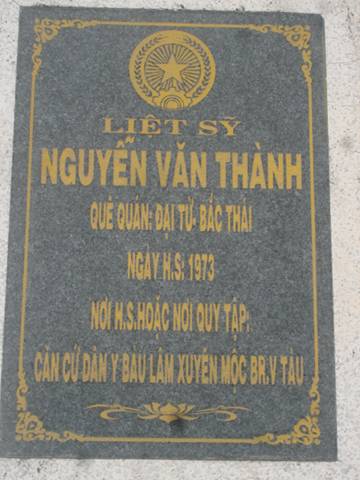 LIỆT SỸ
NGUYỄN VĂN THÀNH
QUÊ QUÁN: ĐẠI TỪ- BẮC THÁI
NGÀY H.S: 1973
NƠI H.S.HOẶC NƠI QUY TẬP:
CĂN CỨ DÂN Y BÀU LÂM XUYÊN MỘC BR.V TÀU